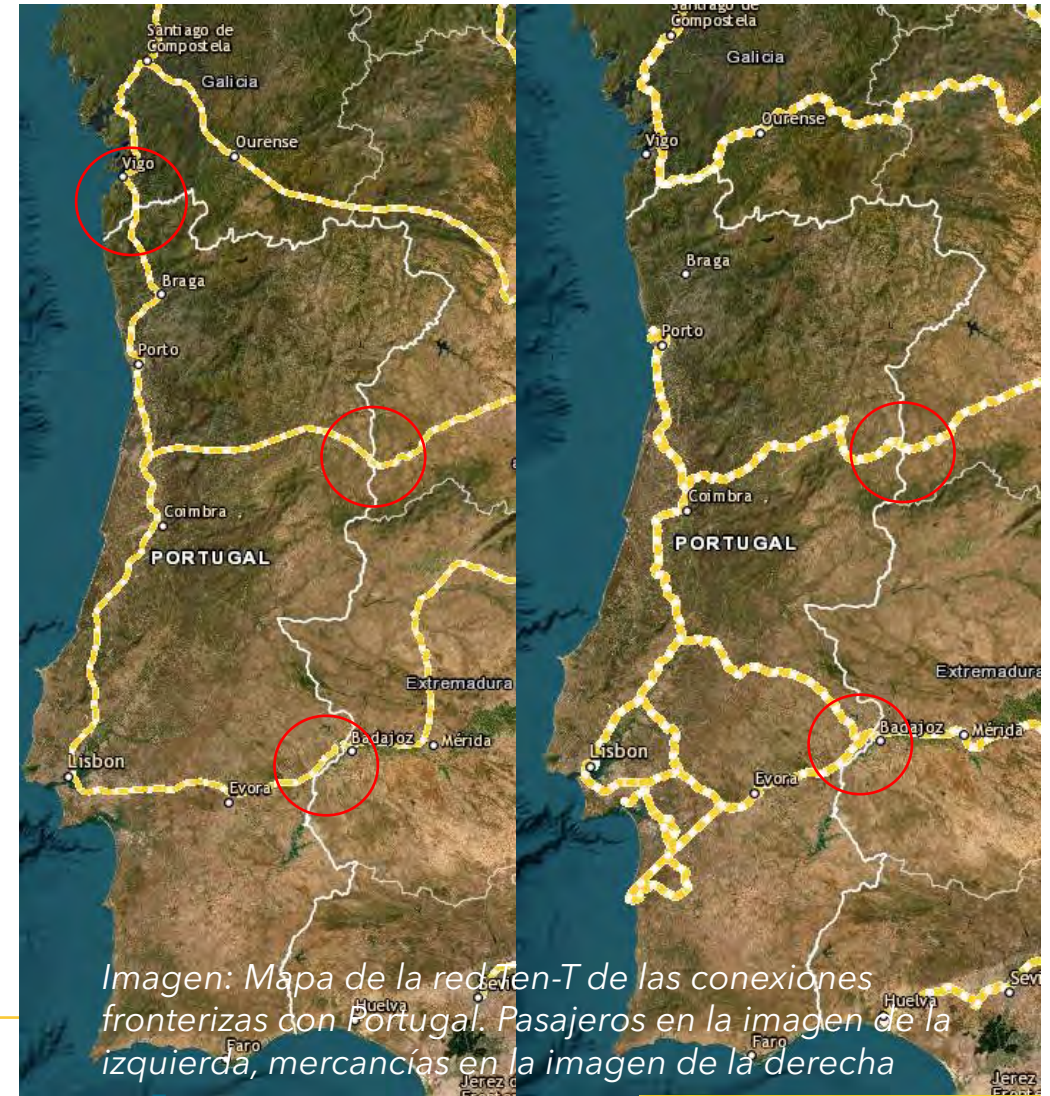 Santiago de
Compostela
Galicia
Ourense
Vigo
Braga
Porto
Coimbra
PORTUGAL
Extremadura
Badajoz
Mérida
Lisbon
Evora
Huelva
Faro
Compostela
Galicia
Ourense
Vigo
Braga
Porto
Coimbra
PORTUGAL
Extremadura
Badajoz
Mérida
Lisbon
Evora
Huelva
Faro
Jerez
Imagen: Mapa de la red Ten-T de las conexiones
fronterizas con Portugal. Pasajeros en la imagen de la
izquierda, mercancías en la imagen de la derecha